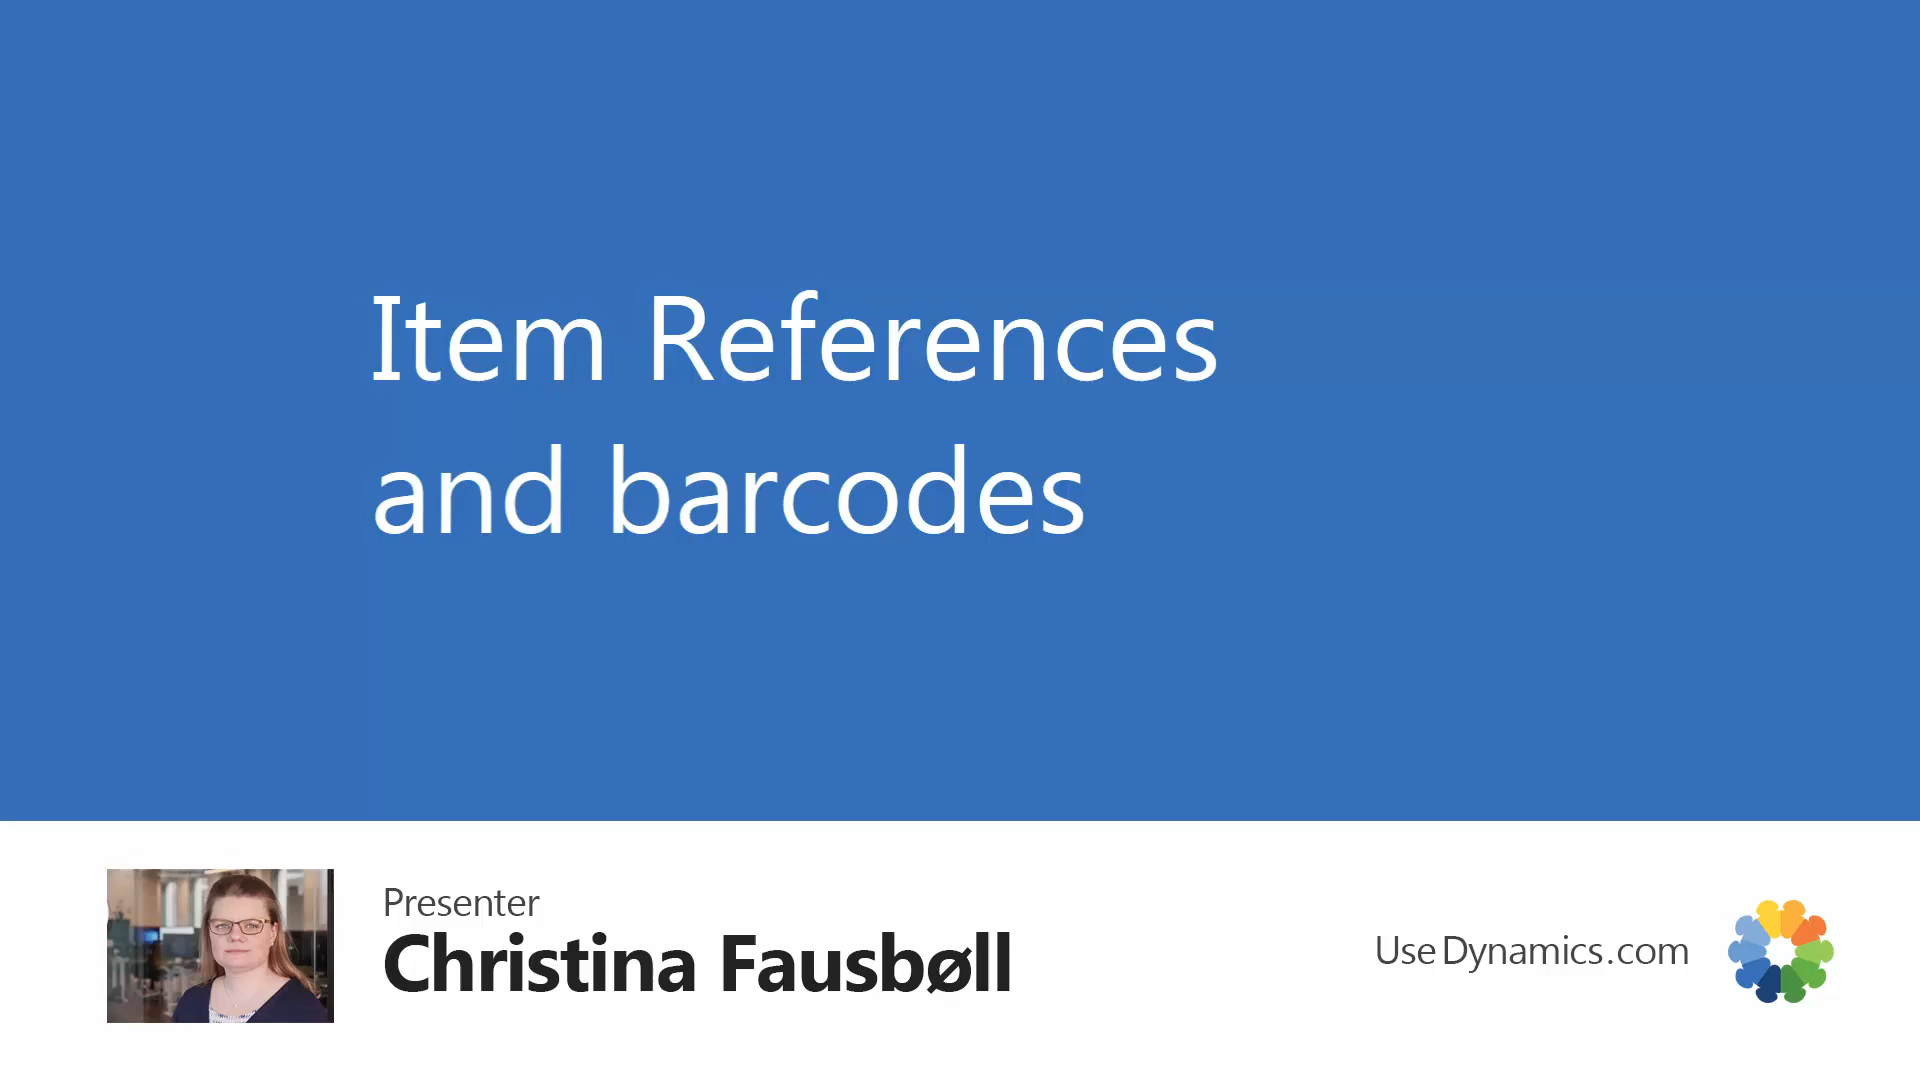 Item References
and barcodes
Presenter
Christina Fausbøll
UseDynamics.com